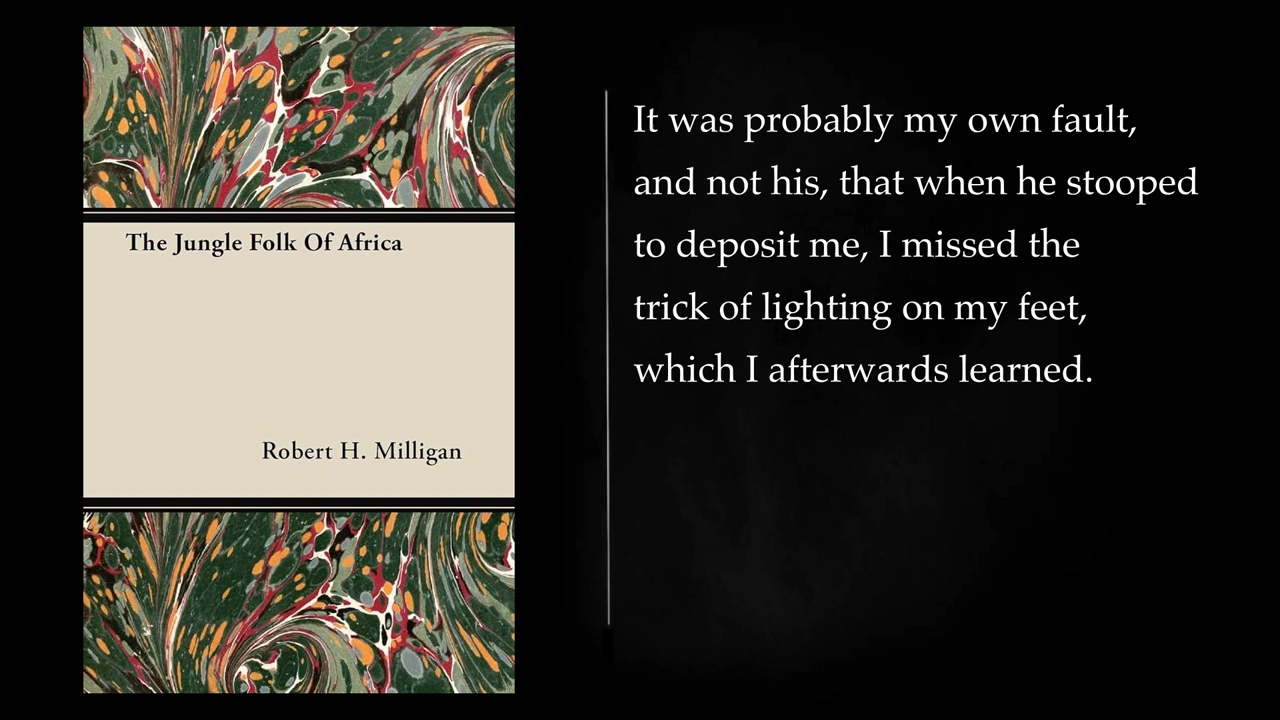 The Jungle Folk Of Africa
Robert H. Milligan
It was probably my own fault,
and not his, that when he stooped
to deposit me, I missed the
trick of lighting on my feet,
which I afterwards learned.